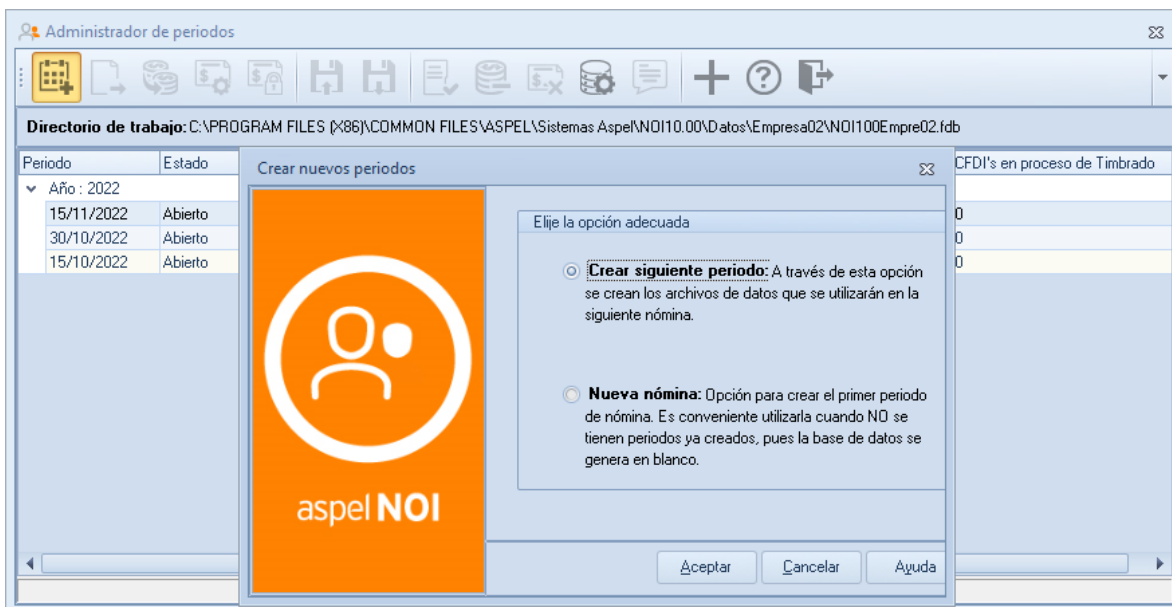 Administrador de periodos
Directorio de trabajo: C:\PROGRAM FILES (X86)\COMMON FILES\ASPEL\Sistemas Aspel\NOI10.00\Datos\Empresa02\NOI100Empre02.fdb
Periodo Estado CFDI's en proceso de Timbrado
Año : 2022
15/11/2022 Abierto 0
30/10/2022 Abierto 0
15/10/2022 Abierto 0
Crear nuevos periodos
Elije la opción adecuada
Crear siguiente periodo: A través de esta opción
se crean los archivos de datos que se utilizarán en la
siguiente nómina.
Nueva nómina: Opción para crear el primer periodo
de nómina. Es conveniente utilizarla cuando NO se
tienen periodos ya creados, pues la base de datos se
genera en blanco.
aspel NOI
Aceptar Cancelar Ayuda